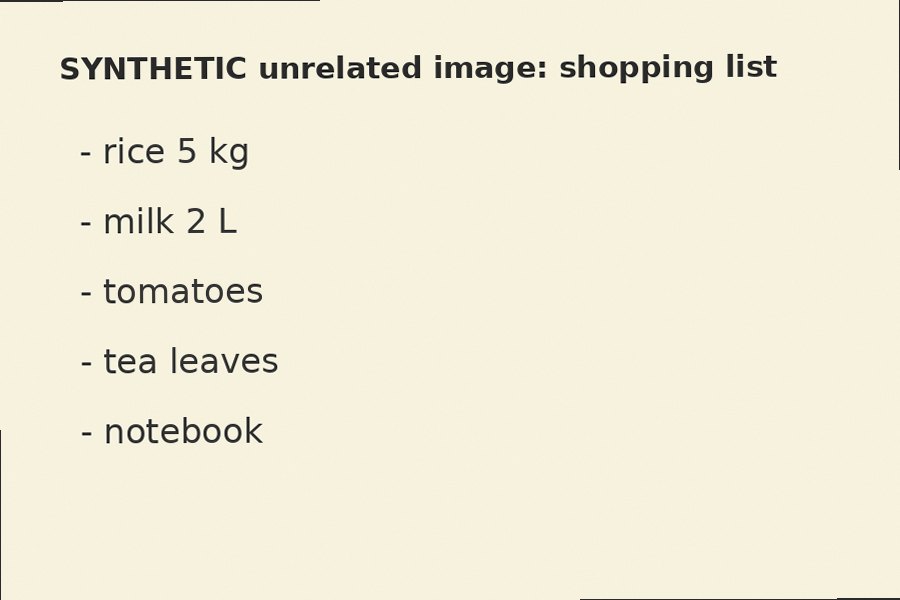 SYNTHETIC unrelated image: shopping list
- rice 5 kg
- milk 2 L
- tomatoes
- tea leaves
- notebook